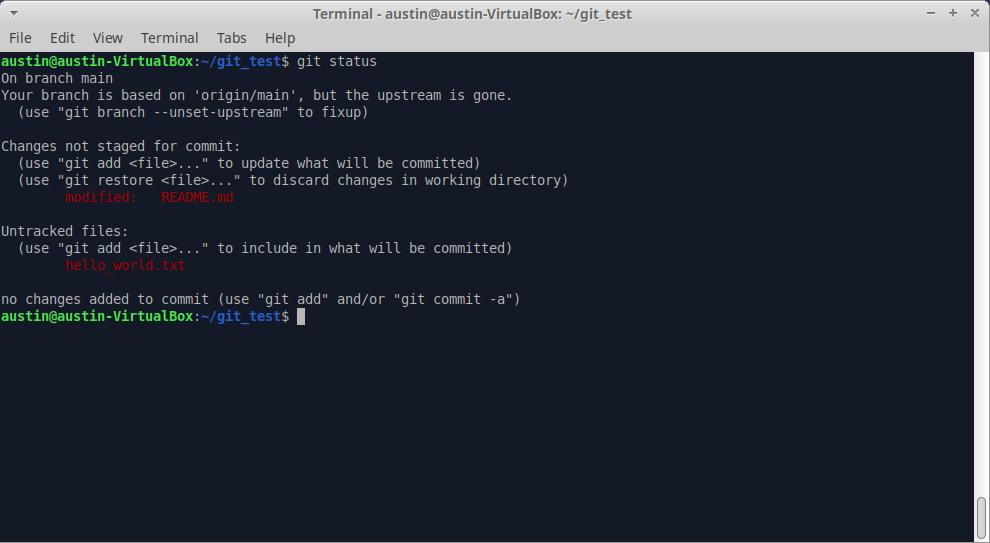 Terminal - austin@austin-VirtualBox: ~/git_test
File Edit View Terminal Tabs Help
austin@austin-VirtualBox:~/git_test$ git status
On branch main
Your branch is based on 'origin/main', but the upstream is gone.
  (use "git branch --unset-upstream" to fixup)

Changes not staged for commit:
  (use "git add <file>..." to update what will be committed)
  (use "git restore <file>..." to discard changes in working directory)
        modified:   README.md

Untracked files:
  (use "git add <file>..." to include in what will be committed)
        hello_world.txt

no changes added to commit (use "git add" and/or "git commit -a")
austin@austin-VirtualBox:~/git_test$